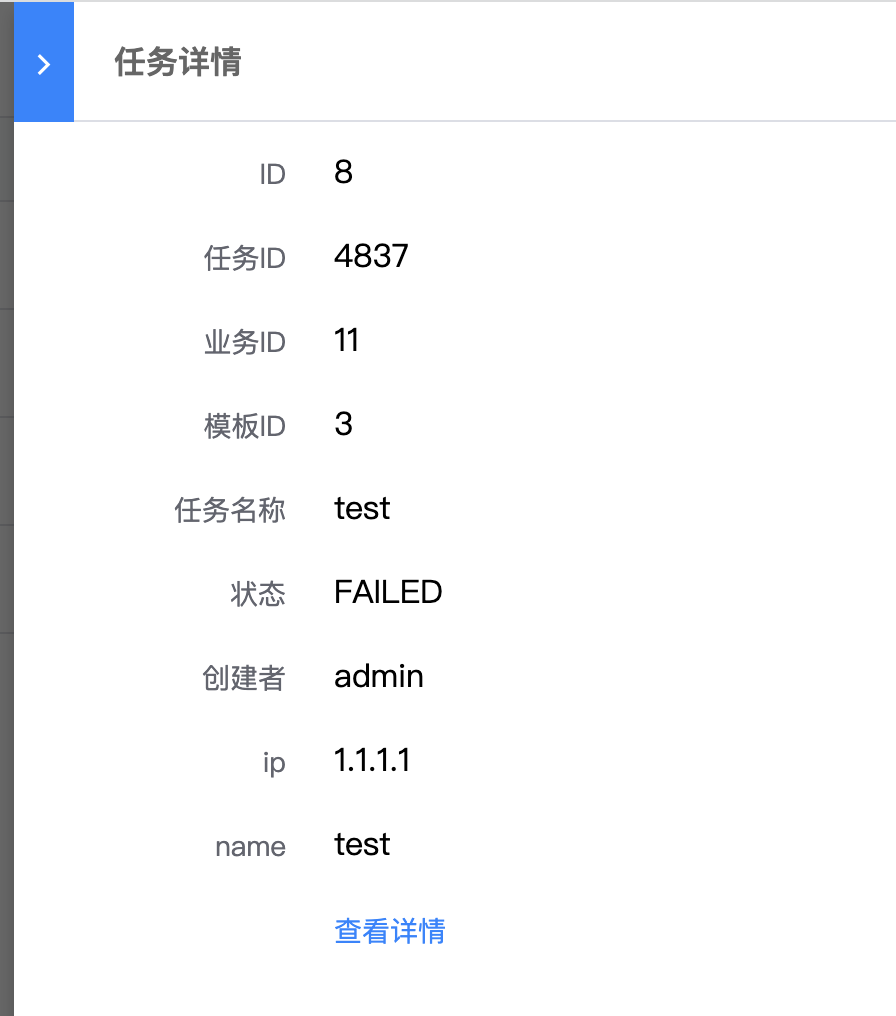 任务详情
ID 8
任务ID 4837
业务ID 11
模板ID 3
任务名称 test
状态 FAILED
创建者 admin
ip 1.1.1.1
name test
查看详情